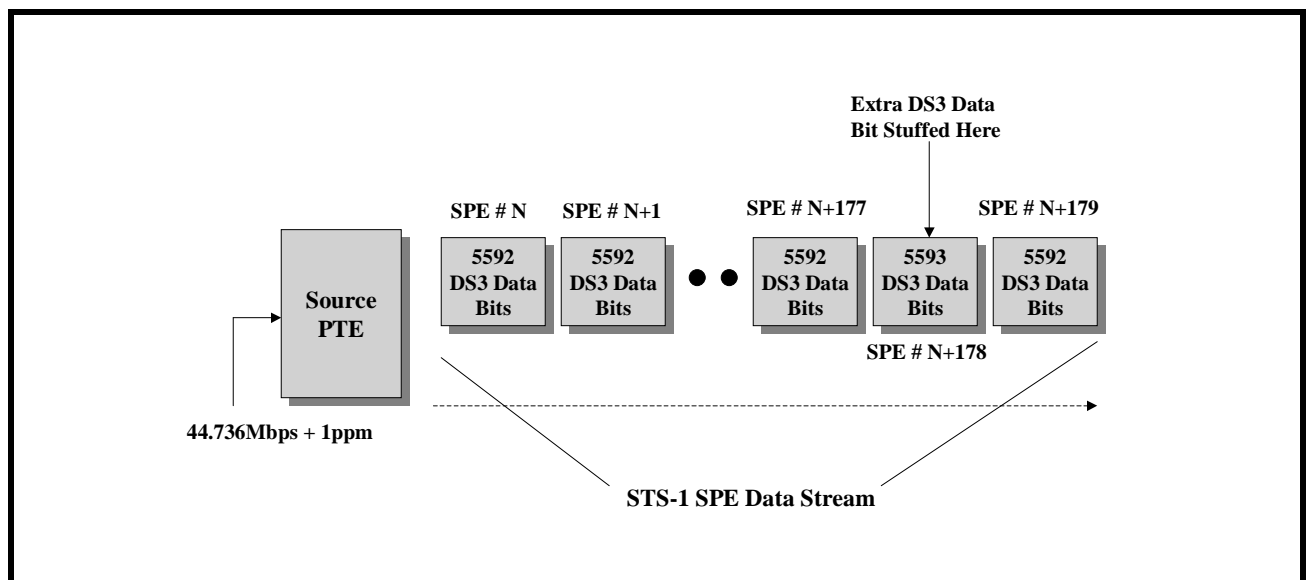 Extra DS3 Data
Bit Stuffed Here
SPE # N
SPE # N+1
SPE # N+177
SPE # N+179
Source
PTE
5592
DS3 Data
Bits
5592
DS3 Data
Bits
5592
DS3 Data
Bits
5593
DS3 Data
Bits
5592
DS3 Data
Bits
SPE # N+178
44.736Mbps + 1ppm
STS-1 SPE Data Stream